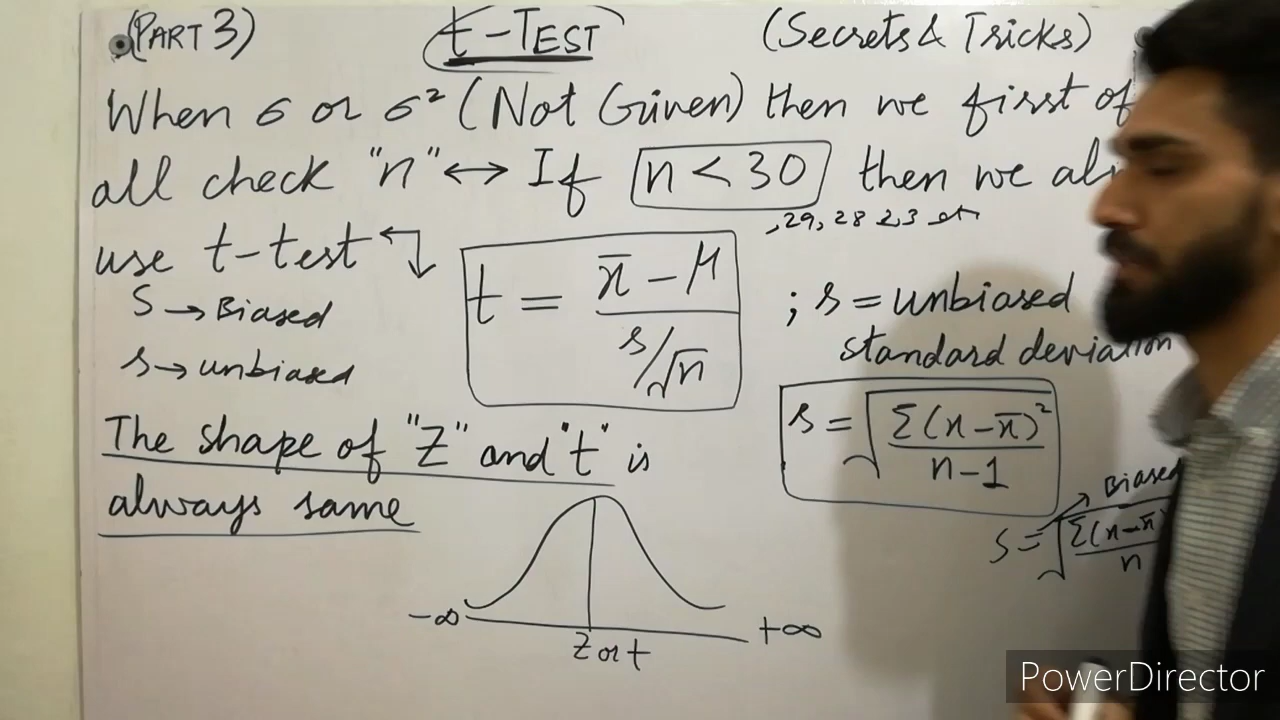 (PART 3)
t-TEST
(Secrets & Tricks)
When σ or σ² (Not Given) then we first of
all check "n" ↔ If n < 30 then we
, 29, 28 2,3 etc
use t-test
S → Biased
s → unbiased
t = x̄ - μ / s/√n
; s = unbiased
standard deviation
s = √Σ(x-x̄)² / n-1
Biased
S = √Σ(x-x̄) / n
The shape of "Z" and "t" is
always same
-∞
+∞
Z or t
PowerDirector